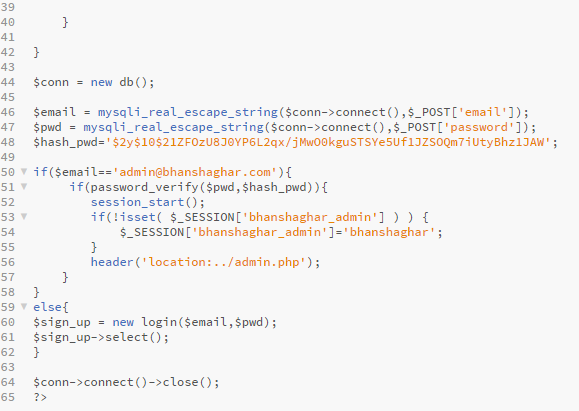 39
40 }
41
42 }
43
44 $conn = new db();
45
46 $email = mysqli_real_escape_string($conn->connect(),$_POST['email']);
47 $pwd = mysqli_real_escape_string($conn->connect(),$_POST['password']);
48 $hash_pwd='$2y$10$21ZFOzU8J0YP6L2qx/jMwO0kguSTSYe5Uf1JZSOQm7iUtyBhz1JAW';
49
50 if($email=='admin@bhanshaghar.com'){
51 if(password_verify($pwd,$hash_pwd)){
52 session_start();
53 if(!isset( $_SESSION['bhanshaghar_admin'] ) ) {
54 $_SESSION['bhanshaghar_admin']='bhanshaghar';
55 }
56 header('location:../admin.php');
57 }
58 }
59 else{
60 $sign_up = new login($email,$pwd);
61 $sign_up->select();
62 }
63
64 $conn->connect()->close();
65 ?>